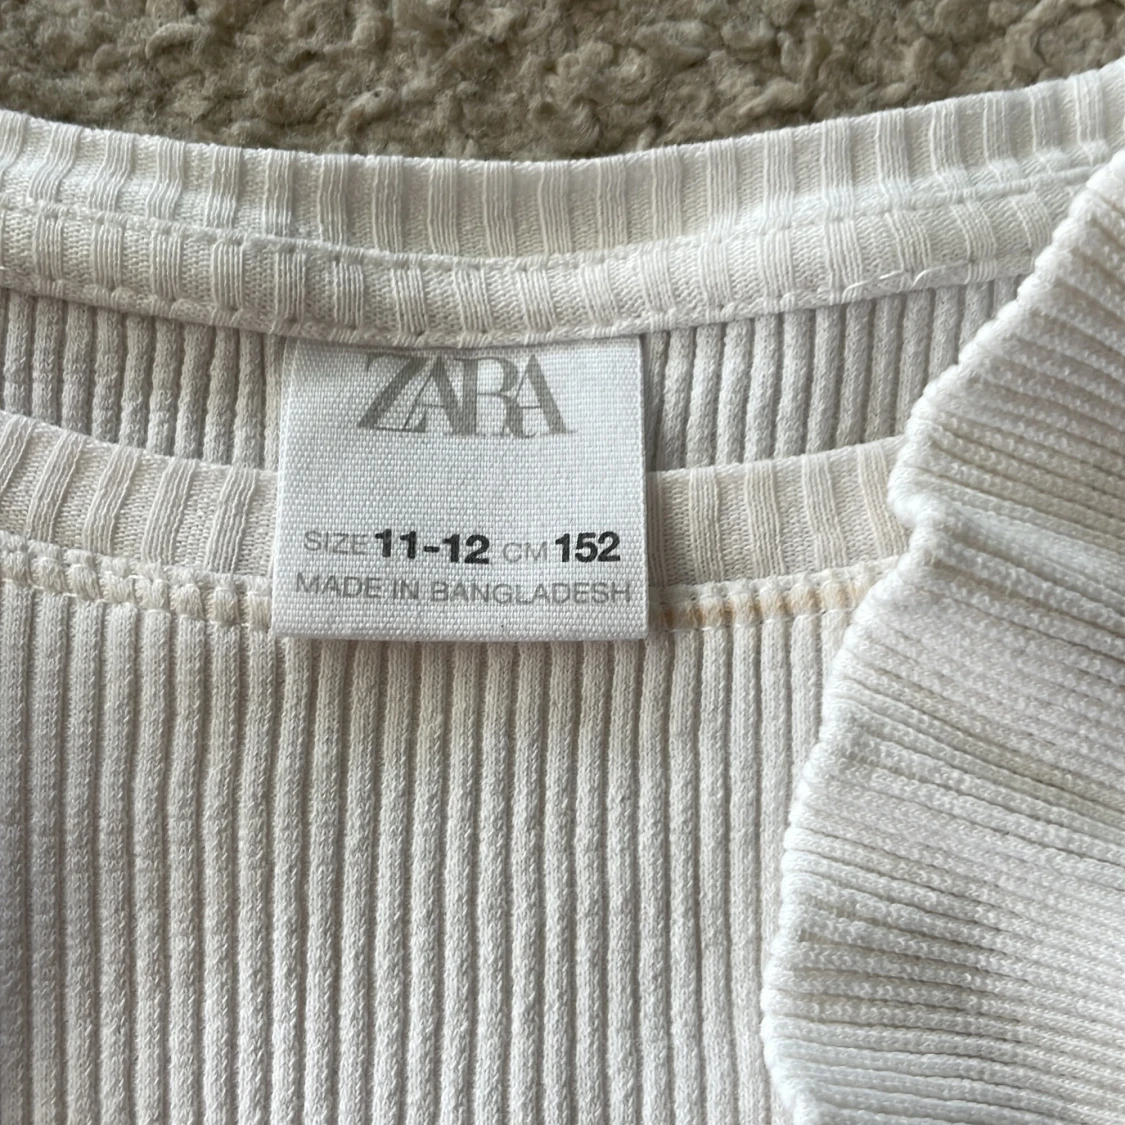 ZARA
SIZE 11-12 CM 152
MADE IN BANGLADESH